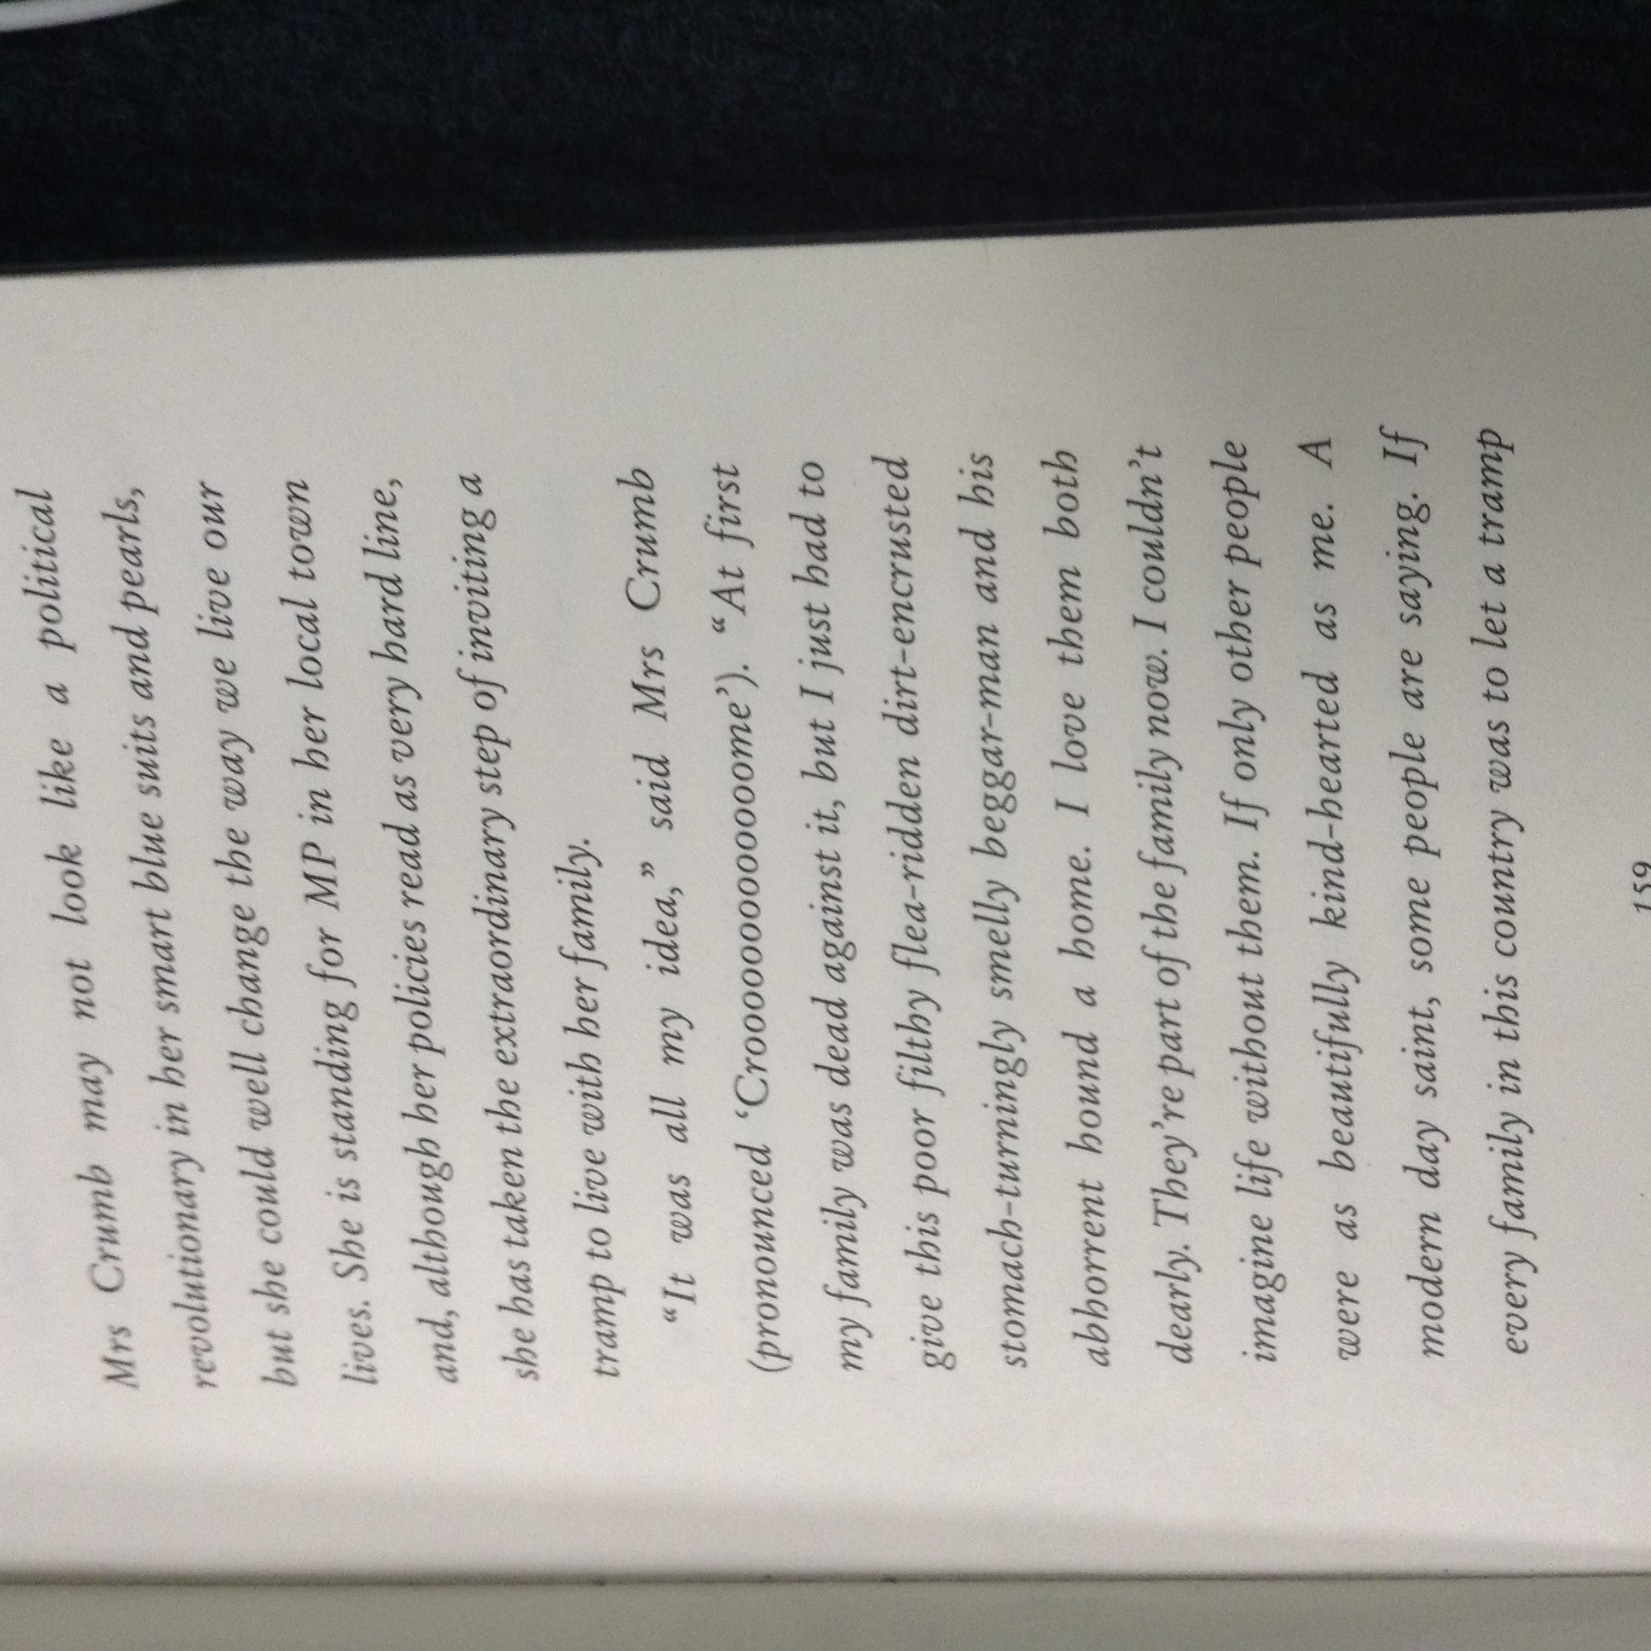 Mrs Crumb may not look like a political
revolutionary in her smart blue suits and pearls,
but she could well change the way we live our
lives. She is standing for MP in her local town
and, although her policies read as very hard line,
she has taken the extraordinary step of inviting a
tramp to live with her family.
“It was all my idea,” said Mrs Crumb
(pronounced ‘Croooooooooooooooome’). “At first
my family was dead against it, but I just had to
give this poor filthy flea-ridden dirt-encrusted
stomach-turningly smelly beggar-man and his
abhorrent hound a home. I love them both
dearly. They’re part of the family now. I couldn’t
imagine life without them. If only other people
were as beautifully kind-hearted as me. A
modern day saint, some people are saying. If
every family in this country was to let a tramp
159